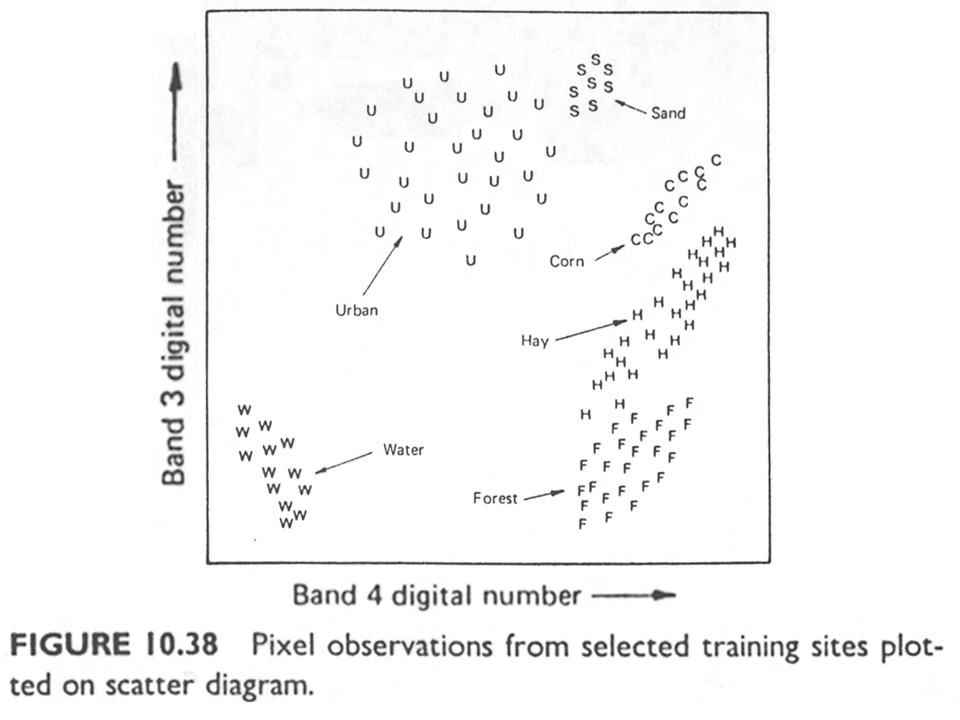 Sand
Corn
Urban
Hay
Water
Forest
Band 3 digital number
Band 4 digital number
FIGURE 10.38 Pixel observations from selected training sites plot-
ted on scatter diagram.